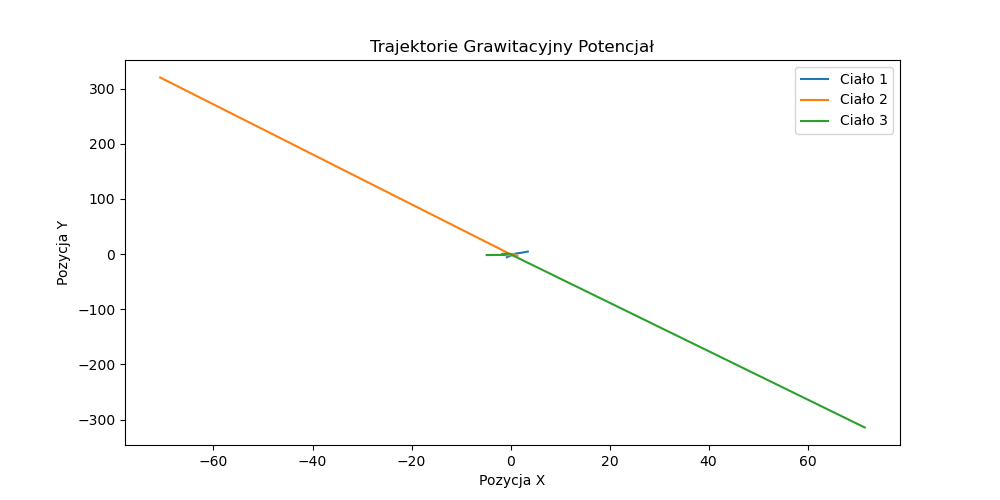 Trajektorie Grawitacyjny Potencjał
Ciało 1
Ciało 2
Ciało 3
300
200
100
0
−100
−200
−300
Pozycja Y
−60
−40
−20
0
20
40
60
Pozycja X